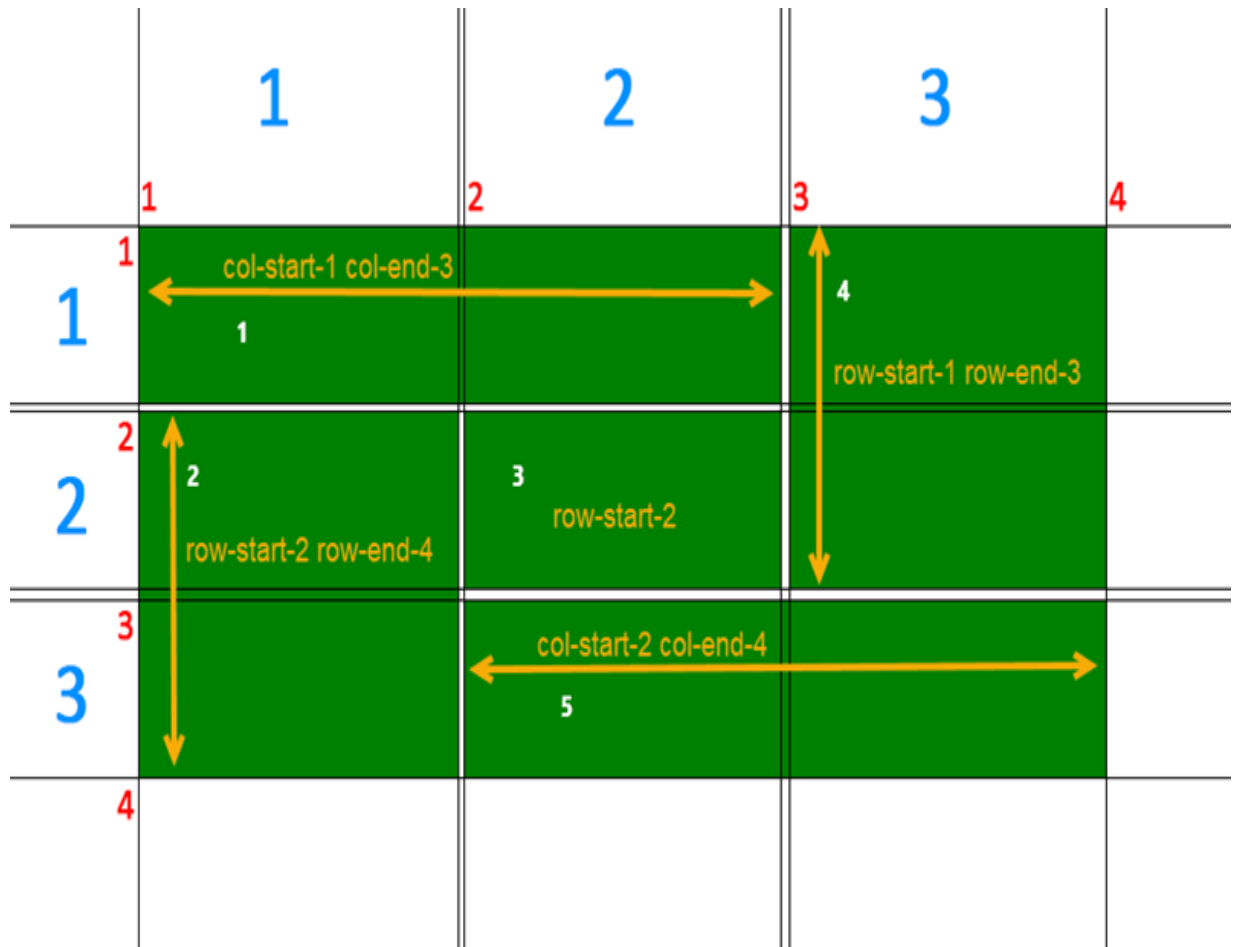 1 2 3
1 2 3 4
1
col-start-1 col-end-3
4
1
1
row-start-1 row-end-3
2
2
3
2
row-start-2
row-start-2 row-end-4
3
col-start-2 col-end-4
3
5
4